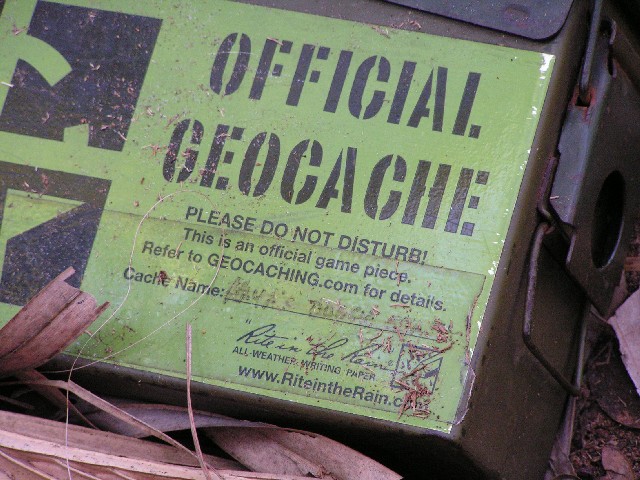 OFFICIAL
GEOCACHE
PLEASE DO NOT DISTURB!
This is an official game piece.
Refer to GEOCACHING.com for details.
Cache Name:
"Rite in the Rain"
ALL-WEATHER WRITING PAPER
www.RiteintheRain.com